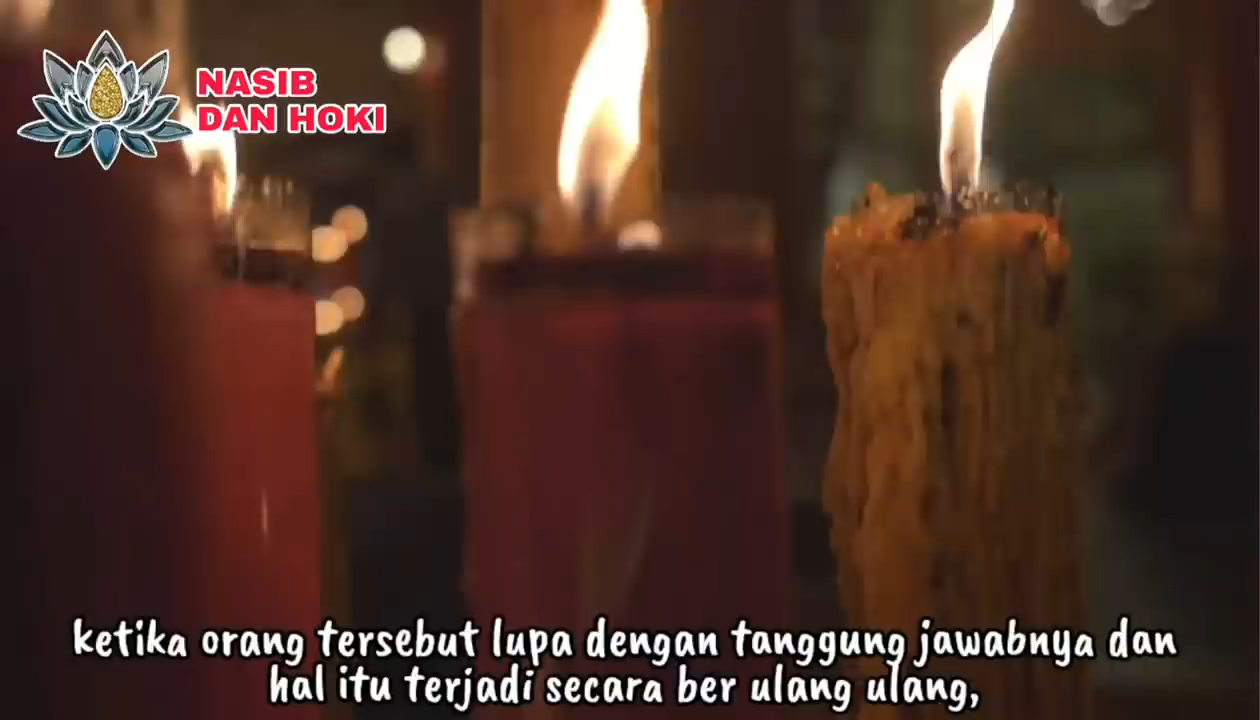 NASIB
DAN HOKI
ketika orang tersebut lupa dengan tanggung jawabnya dan
hal itu terjadi secara ber ulang ulang,